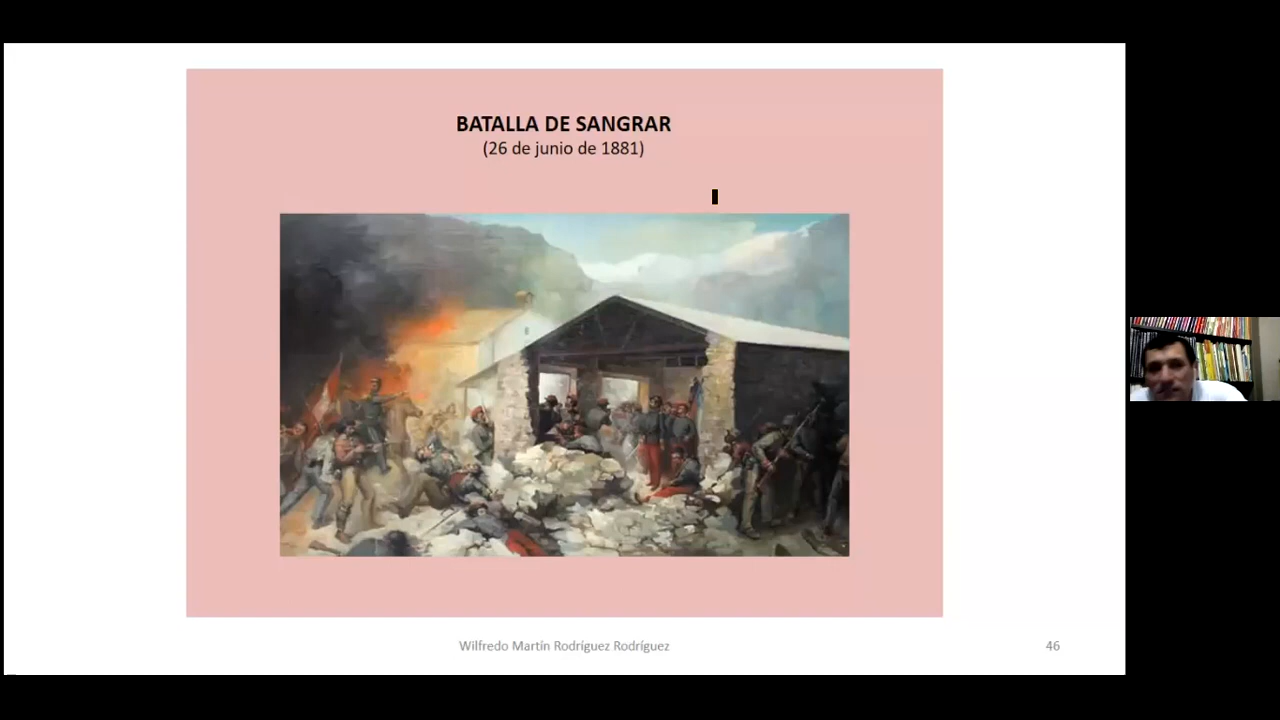 BATALLA DE SANGRAR
(26 de junio de 1881)
Wilfredo Martín Rodríguez Rodríguez
46